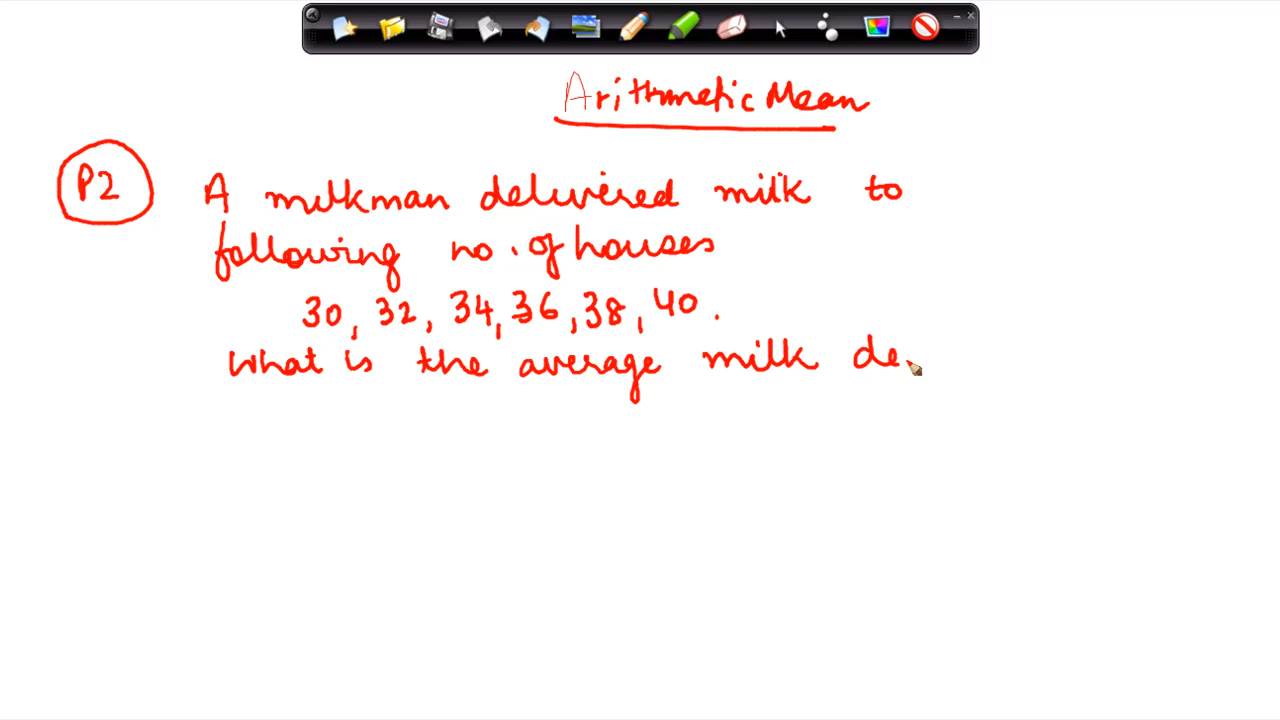 Arithmetic Mean
P2
A milkman delivered milk to
following no. of houses
30, 32, 34, 36, 38, 40.
What is the average milk de